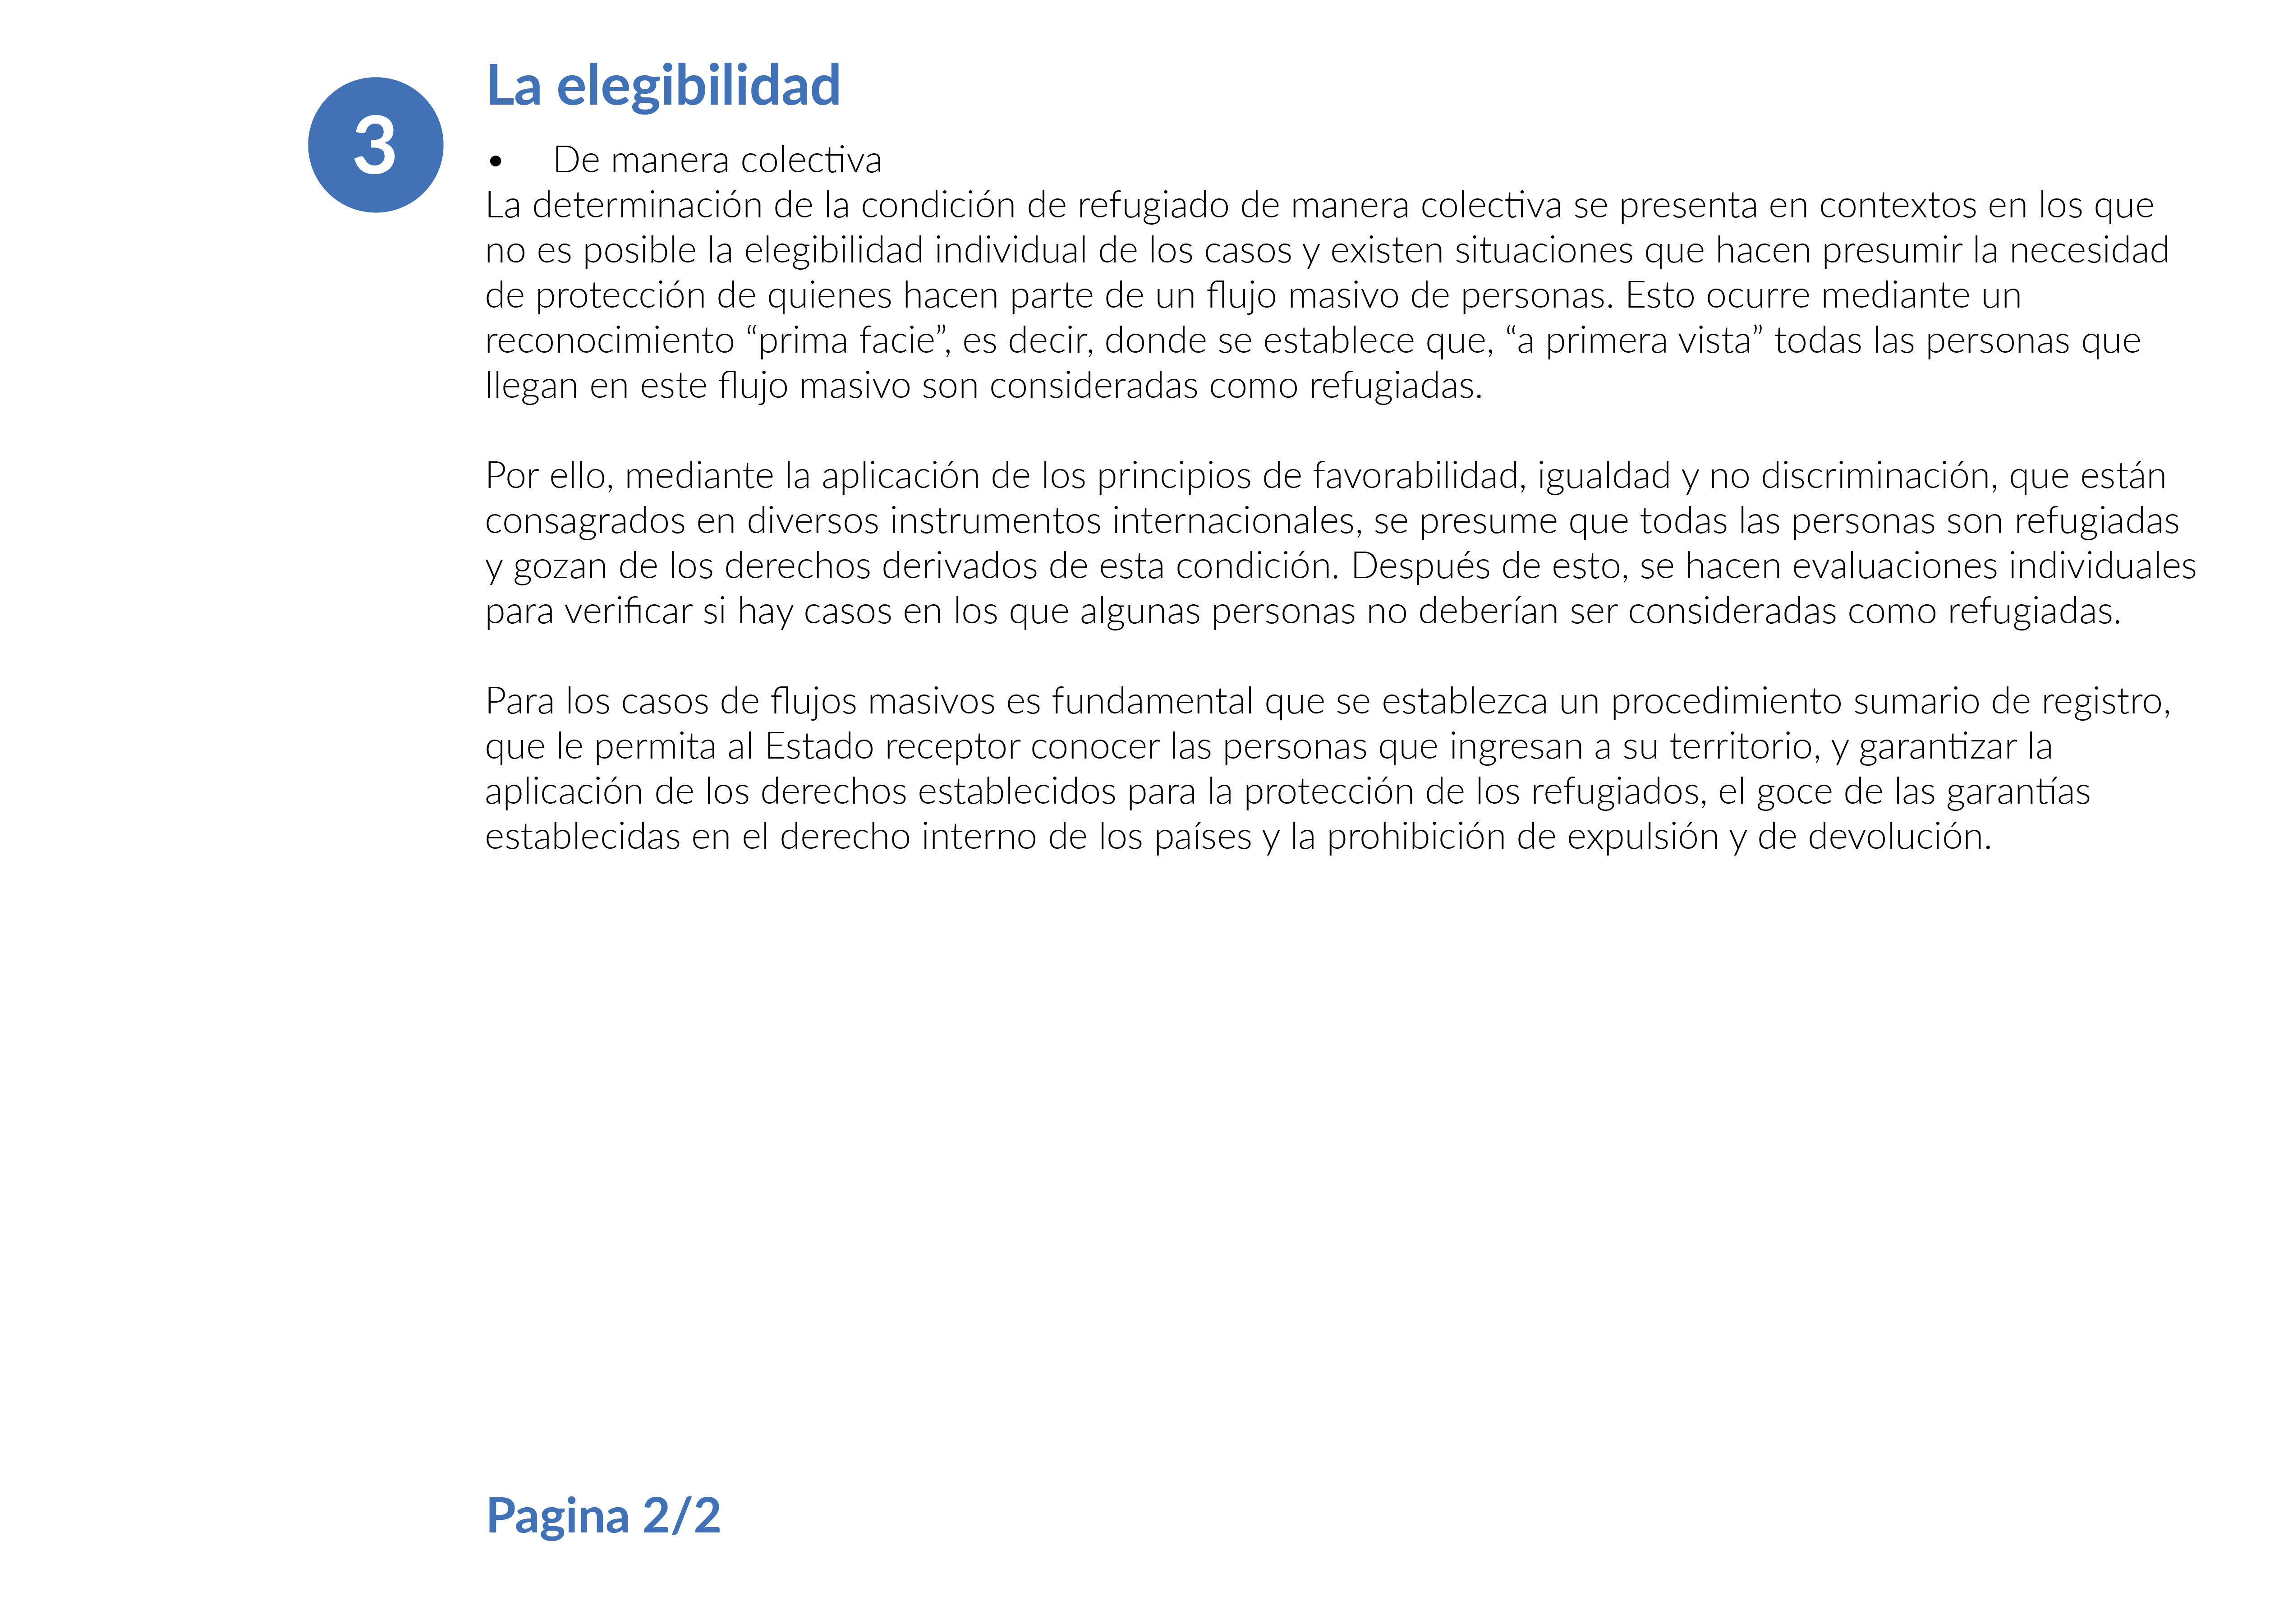 La elegibilidad
3
• De manera colectiva
La determinación de la condición de refugiado de manera colectiva se presenta en contextos en los que
no es posible la elegibilidad individual de los casos y existen situaciones que hacen presumir la necesidad
de protección de quienes hacen parte de un flujo masivo de personas. Esto ocurre mediante un
reconocimiento “prima facie”, es decir, donde se establece que, “a primera vista” todas las personas que
llegan en este flujo masivo son consideradas como refugiadas.
Por ello, mediante la aplicación de los principios de favorabilidad, igualdad y no discriminación, que están
consagrados en diversos instrumentos internacionales, se presume que todas las personas son refugiadas
y gozan de los derechos derivados de esta condición. Después de esto, se hacen evaluaciones individuales
para verificar si hay casos en los que algunas personas no deberían ser consideradas como refugiadas.
Para los casos de flujos masivos es fundamental que se establezca un procedimiento sumario de registro,
que le permita al Estado receptor conocer las personas que ingresan a su territorio, y garantizar la
aplicación de los derechos establecidos para la protección de los refugiados, el goce de las garantías
establecidas en el derecho interno de los países y la prohibición de expulsión y de devolución.
Pagina 2/2